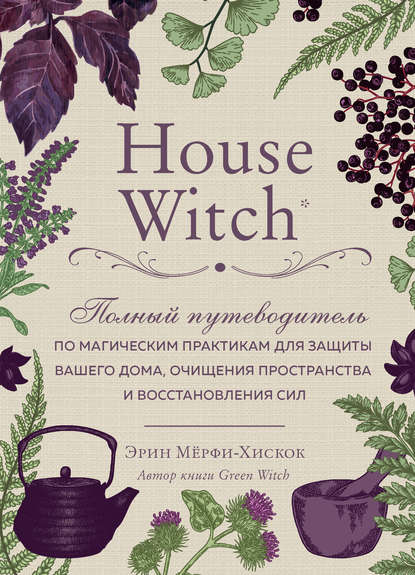 House
Witch*
Полный путеводитель
ПО МАГИЧЕСКИМ ПРАКТИКАМ ДЛЯ ЗАЩИТЫ
ВАШЕГО ДОМА, ОЧИЩЕНИЯ ПРОСТРАНСТВА
И ВОССТАНОВЛЕНИЯ СИЛ
ЭРИН МЁРФИ-ХИСКОК
Автор книги Green Witch